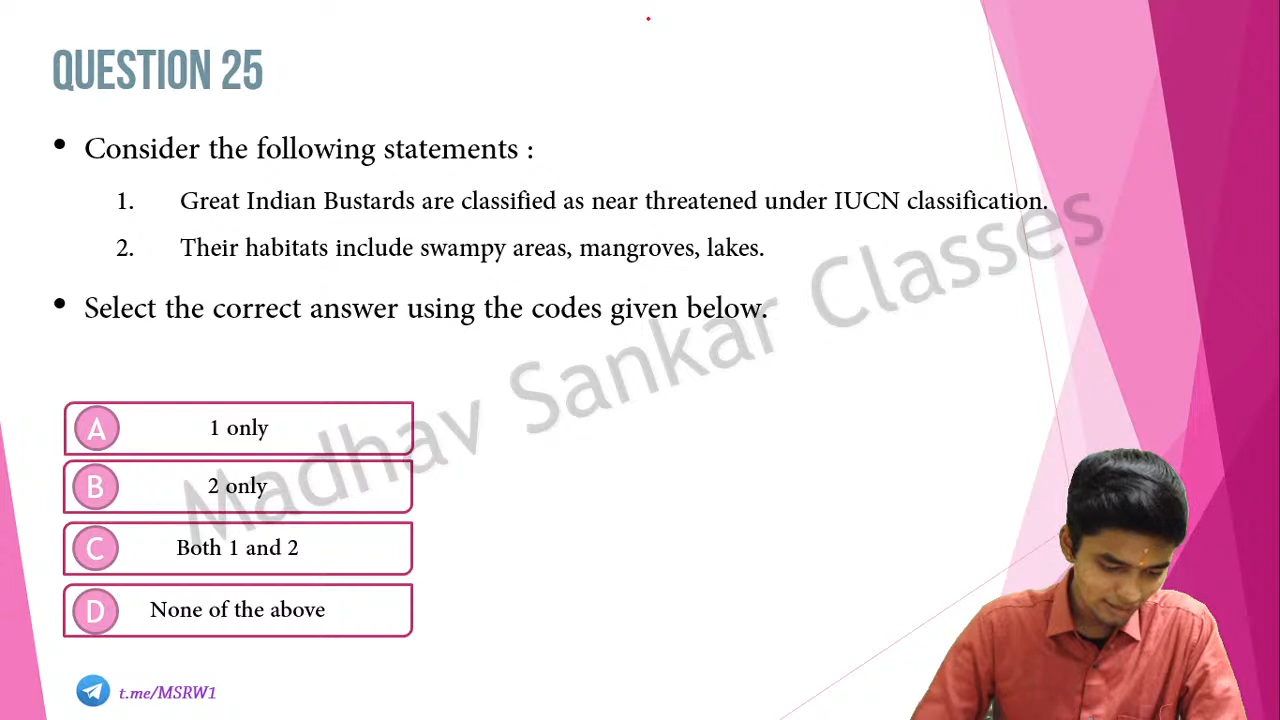 QUESTION 25
• Consider the following statements :
1. Great Indian Bustards are classified as near threatened under IUCN classification.
2. Their habitats include swampy areas, mangroves, lakes.
• Select the correct answer using the codes given below.
Madhav Sankar Classes
A 1 only
B 2 only
C Both 1 and 2
D None of the above
t.me/MSRW1